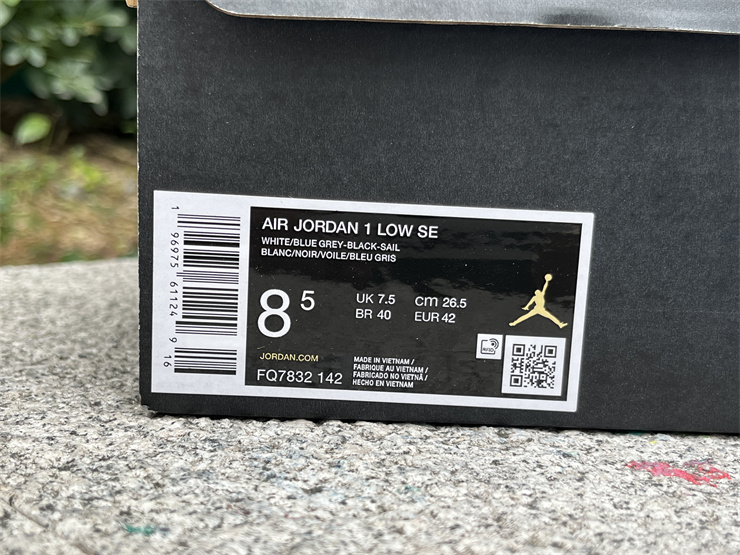 AIR JORDAN 1 LOW SE
WHITE/BLUE GREY-BLACK-SAIL
BLANC/NOIR/VOILE/BLEU GRIS
8 5
UK 7.5 cm 26.5
BR 40 EUR 42
JORDAN.COM
FQ7832 142
MADE IN VIETNAM /
FABRIQUE AU VIETNAM /
FABRICADO NO VIETNÃ /
HECHO EN VIETNAM
1 96975 61124 9 16